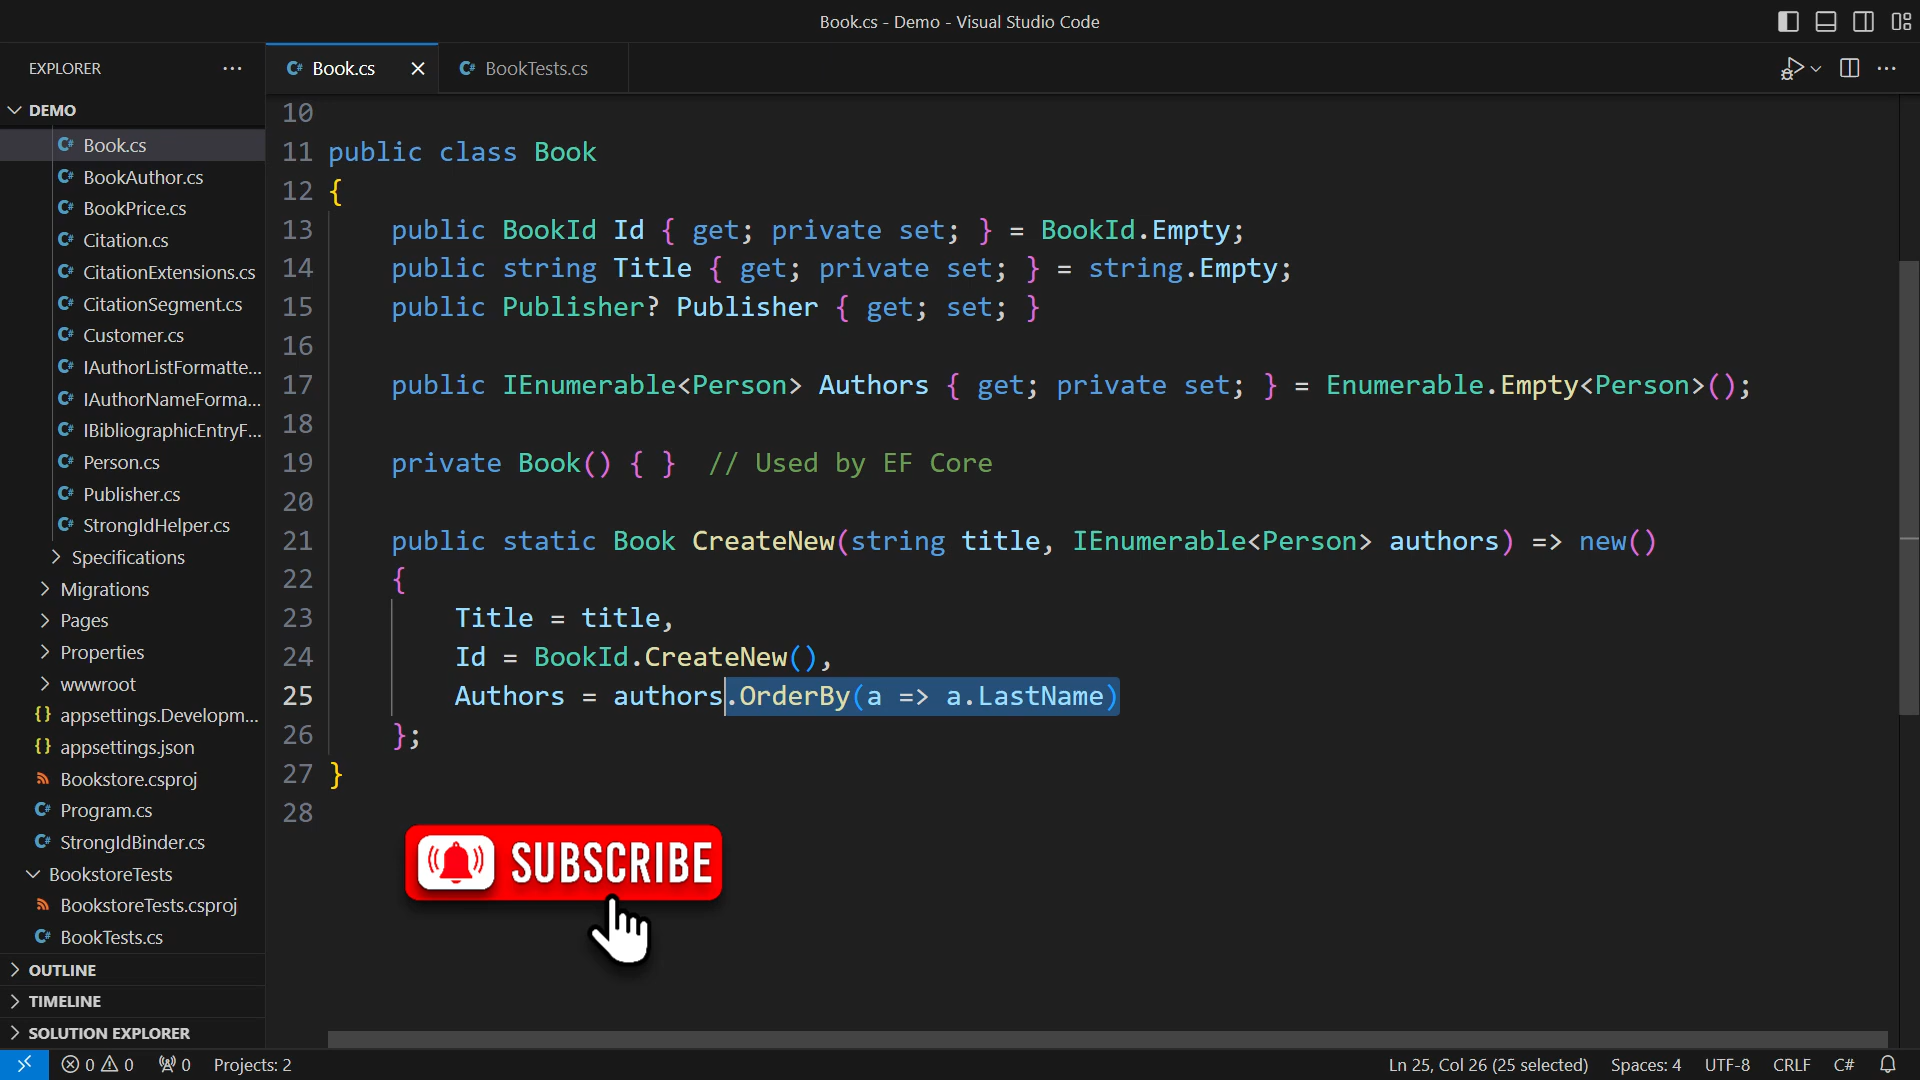 Book.cs - Demo - Visual Studio Code
EXPLORER
Book.cs
BookTests.cs
DEMO
Book.cs
BookAuthor.cs
BookPrice.cs
Citation.cs
CitationExtensions.cs
CitationSegment.cs
Customer.cs
IAuthorListFormatte...
IAuthorNameForma...
IBibliographicEntryF...
Person.cs
Publisher.cs
StrongIdHelper.cs
Specifications
Migrations
Pages
Properties
wwwroot
{} appsettings.Developm...
{} appsettings.json
Bookstore.csproj
Program.cs
StrongIdBinder.cs
BookstoreTests
BookstoreTests.csproj
BookTests.cs
OUTLINE
TIMELINE
SOLUTION EXPLORER
10
11 public class Book
12 {
13 public BookId Id { get; private set; } = BookId.Empty;
14 public string Title { get; private set; } = string.Empty;
15 public Publisher? Publisher { get; set; }
16
17 public IEnumerable<Person> Authors { get; private set; } = Enumerable.Empty<Person>();
18
19 private Book() { } // Used by EF Core
20
21 public static Book CreateNew(string title, IEnumerable<Person> authors) => new()
22 {
23 Title = title,
24 Id = BookId.CreateNew(),
25 Authors = authors.OrderBy(a => a.LastName)
26 };
27 }
28
SUBSCRIBE
0 0 0 Projects: 2
Ln 25, Col 26 (25 selected) Spaces: 4 UTF-8 CRLF C#